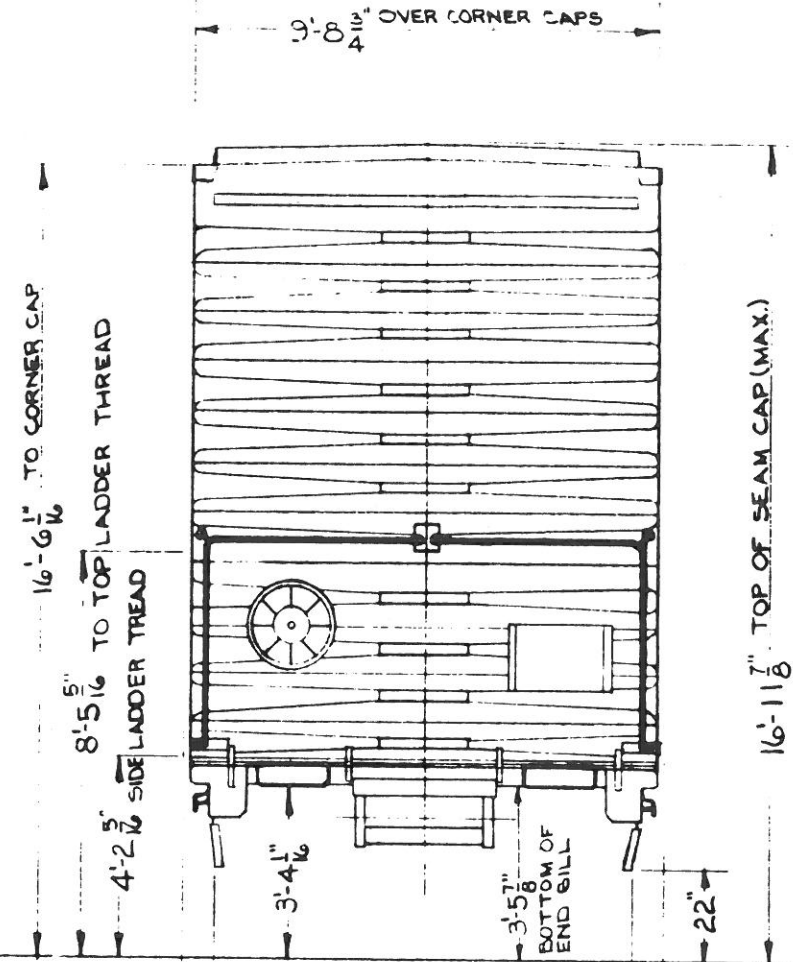 9'-8 3/4" OVER CORNER CAPS
16'-6 1/16" TO CORNER CAP
8'-5 5/16" TO TOP LADDER THREAD
4'-2 3/16" SIDE LADDER TREAD
3'-4 1/16"
3'-5 7/8"
BOTTOM OF
END BILL
22"
16'-11 7/8" TOP OF SEAM CAP (MAX.)